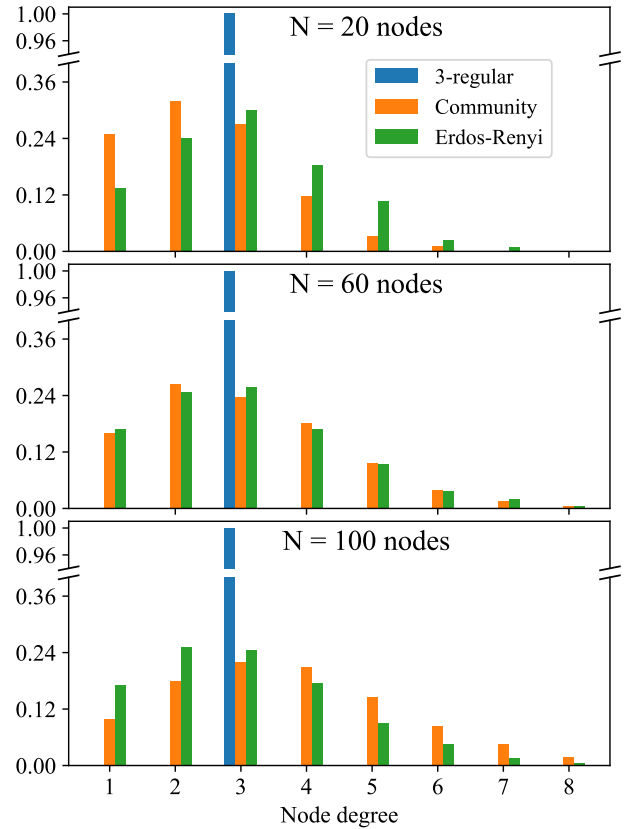 1.00
0.96
0.36
0.24
0.12
0.00
N = 20 nodes
3-regular
Community
Erdos-Renyi
1.00
0.96
0.36
0.24
0.12
0.00
N = 60 nodes
1.00
0.96
0.36
0.24
0.12
0.00
N = 100 nodes
1 2 3 4 5 6 7 8
Node degree